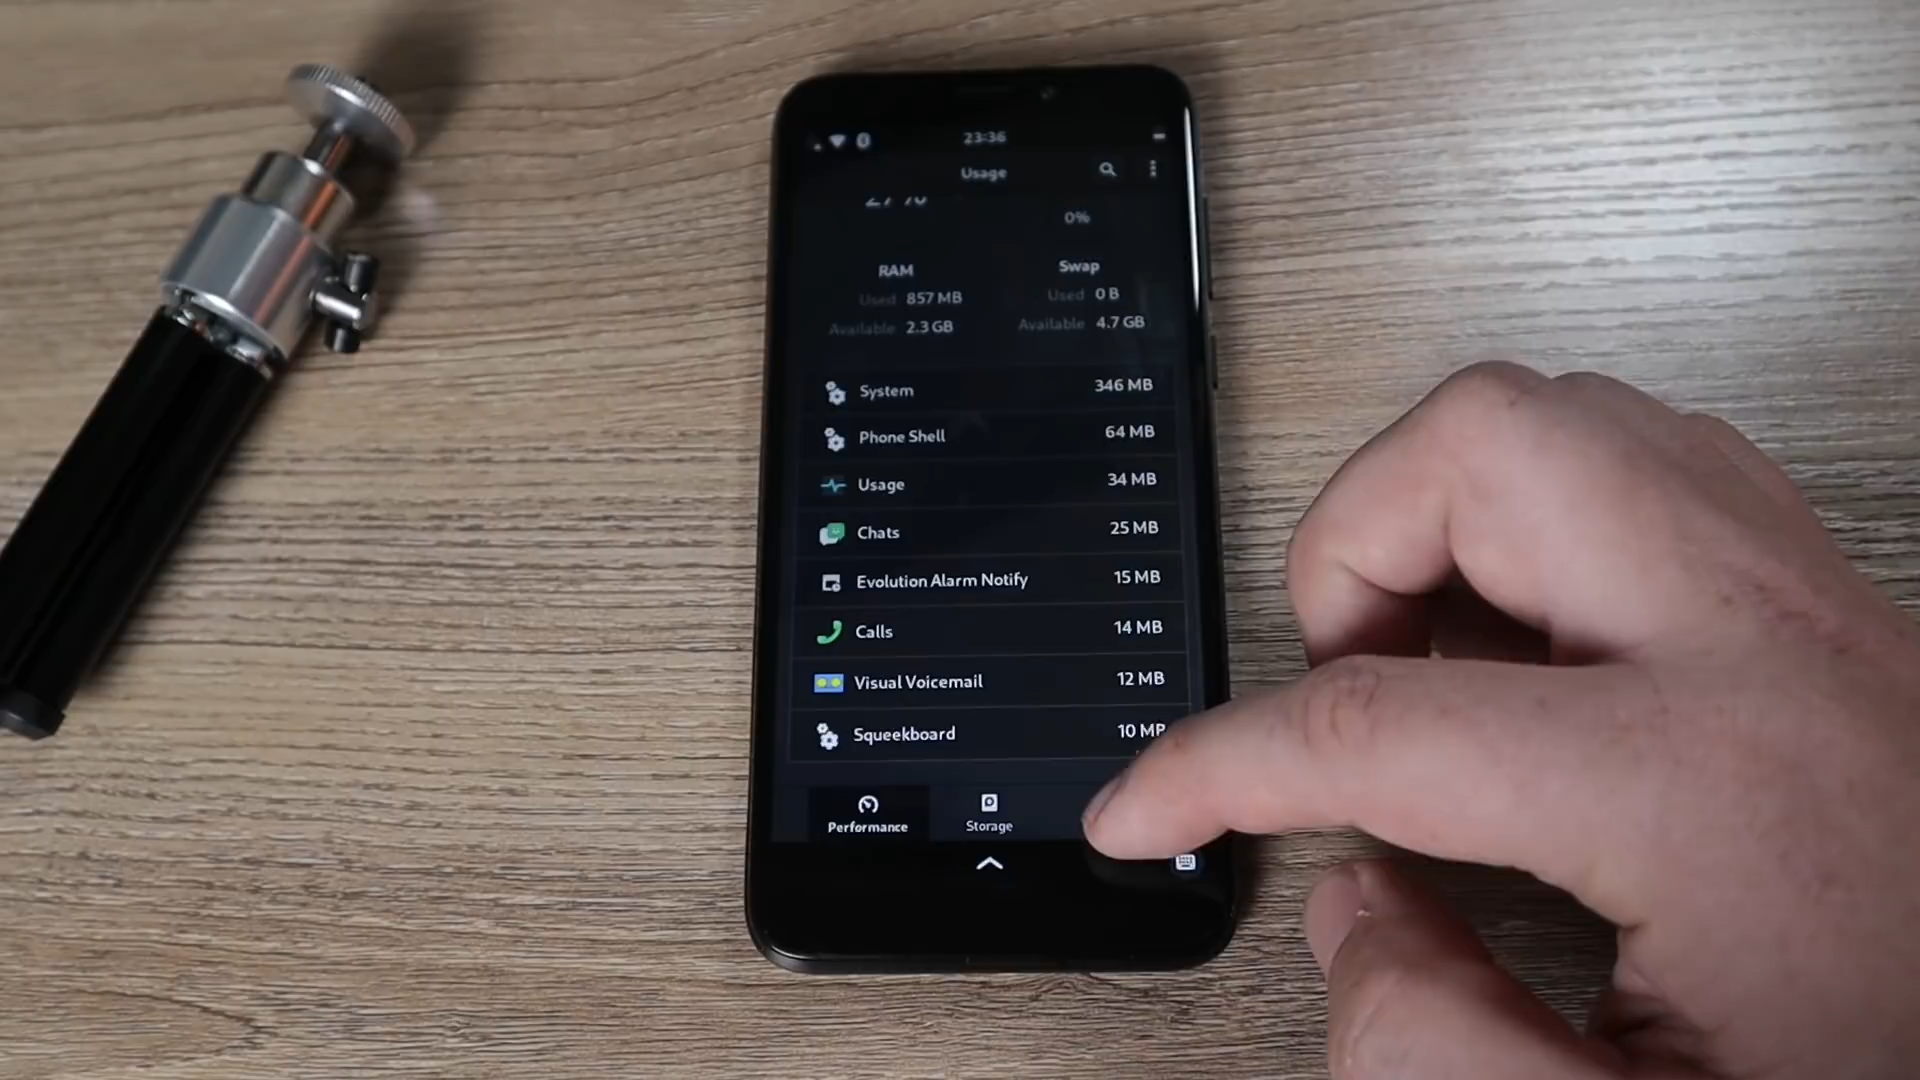 23:36
Usage
0%
RAM
Swap
Used 857 MB
Used 0 B
Available 2.3 GB
Available 4.7 GB
System 346 MB
Phone Shell 64 MB
Usage 34 MB
Chats 25 MB
Evolution Alarm Notify 15 MB
Calls 14 MB
Visual Voicemail 12 MB
Squeekboard 10 MB
Performance
Storage